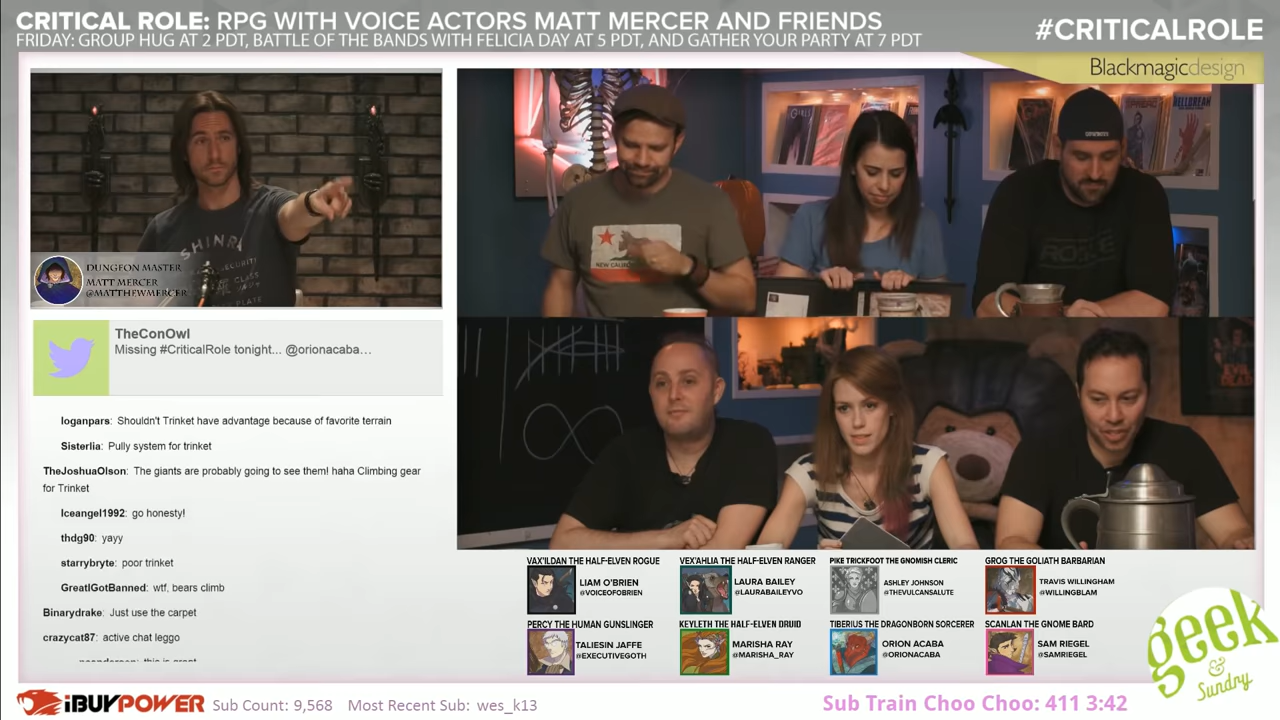 CRITICAL ROLE: RPG WITH VOICE ACTORS MATT MERCER AND FRIENDS
FRIDAY: GROUP HUG AT 2 PDT, BATTLE OF THE BANDS WITH FELICIA DAY AT 5 PDT, AND GATHER YOUR PARTY AT 7 PDT
#CRITICALROLE
Blackmagicdesign
SHINRA
DUNGEON MASTER
MATT MERCER
@MATTHEWMERCER
TheConOwl
Missing #CriticalRole tonight... @orionacaba…
loganpars: Shouldn't Trinket have advantage because of favorite terrain
Sisterlia: Pully system for trinket
TheJoshuaOlson: The giants are probably going to see them! haha Climbing gear
for Trinket
Iceangel1992: go honesty!
thdg90: yayy
starrybryte: poor trinket
GreatIGotBanned: wtf, bears climb
Binarydrake: Just use the carpet
crazycat87: active chat leggo
VAX'ILDAN THE HALF-ELVEN ROGUE
LIAM O'BRIEN
@VOICEOFOBRIEN
VEX'AHLIA THE HALF-ELVEN RANGER
LAURA BAILEY
@LAURABAILEYVO
PIKE TRICKFOOT THE GNOMISH CLERIC
ASHLEY JOHNSON
@THEVULCANSALUTE
GROG THE GOLIATH BARBARIAN
TRAVIS WILLINGHAM
@WILLINGBLAM
PERCY THE HUMAN GUNSLINGER
TALIESIN JAFFE
@EXECUTIVEGOTH
KEYLETH THE HALF-ELVEN DRUID
MARISHA RAY
@MARISHA_RAY
TIBERIUS THE DRAGONBORN SORCERER
ORION ACABA
@ORIONACABA
SCANLAN THE GNOME BARD
SAM RIEGEL
@SAMRIEGEL
geek
&
Sundry
iBUYPOWER
Sub Count: 9,568 Most Recent Sub: wes_k13
Sub Train Choo Choo: 411 3:42